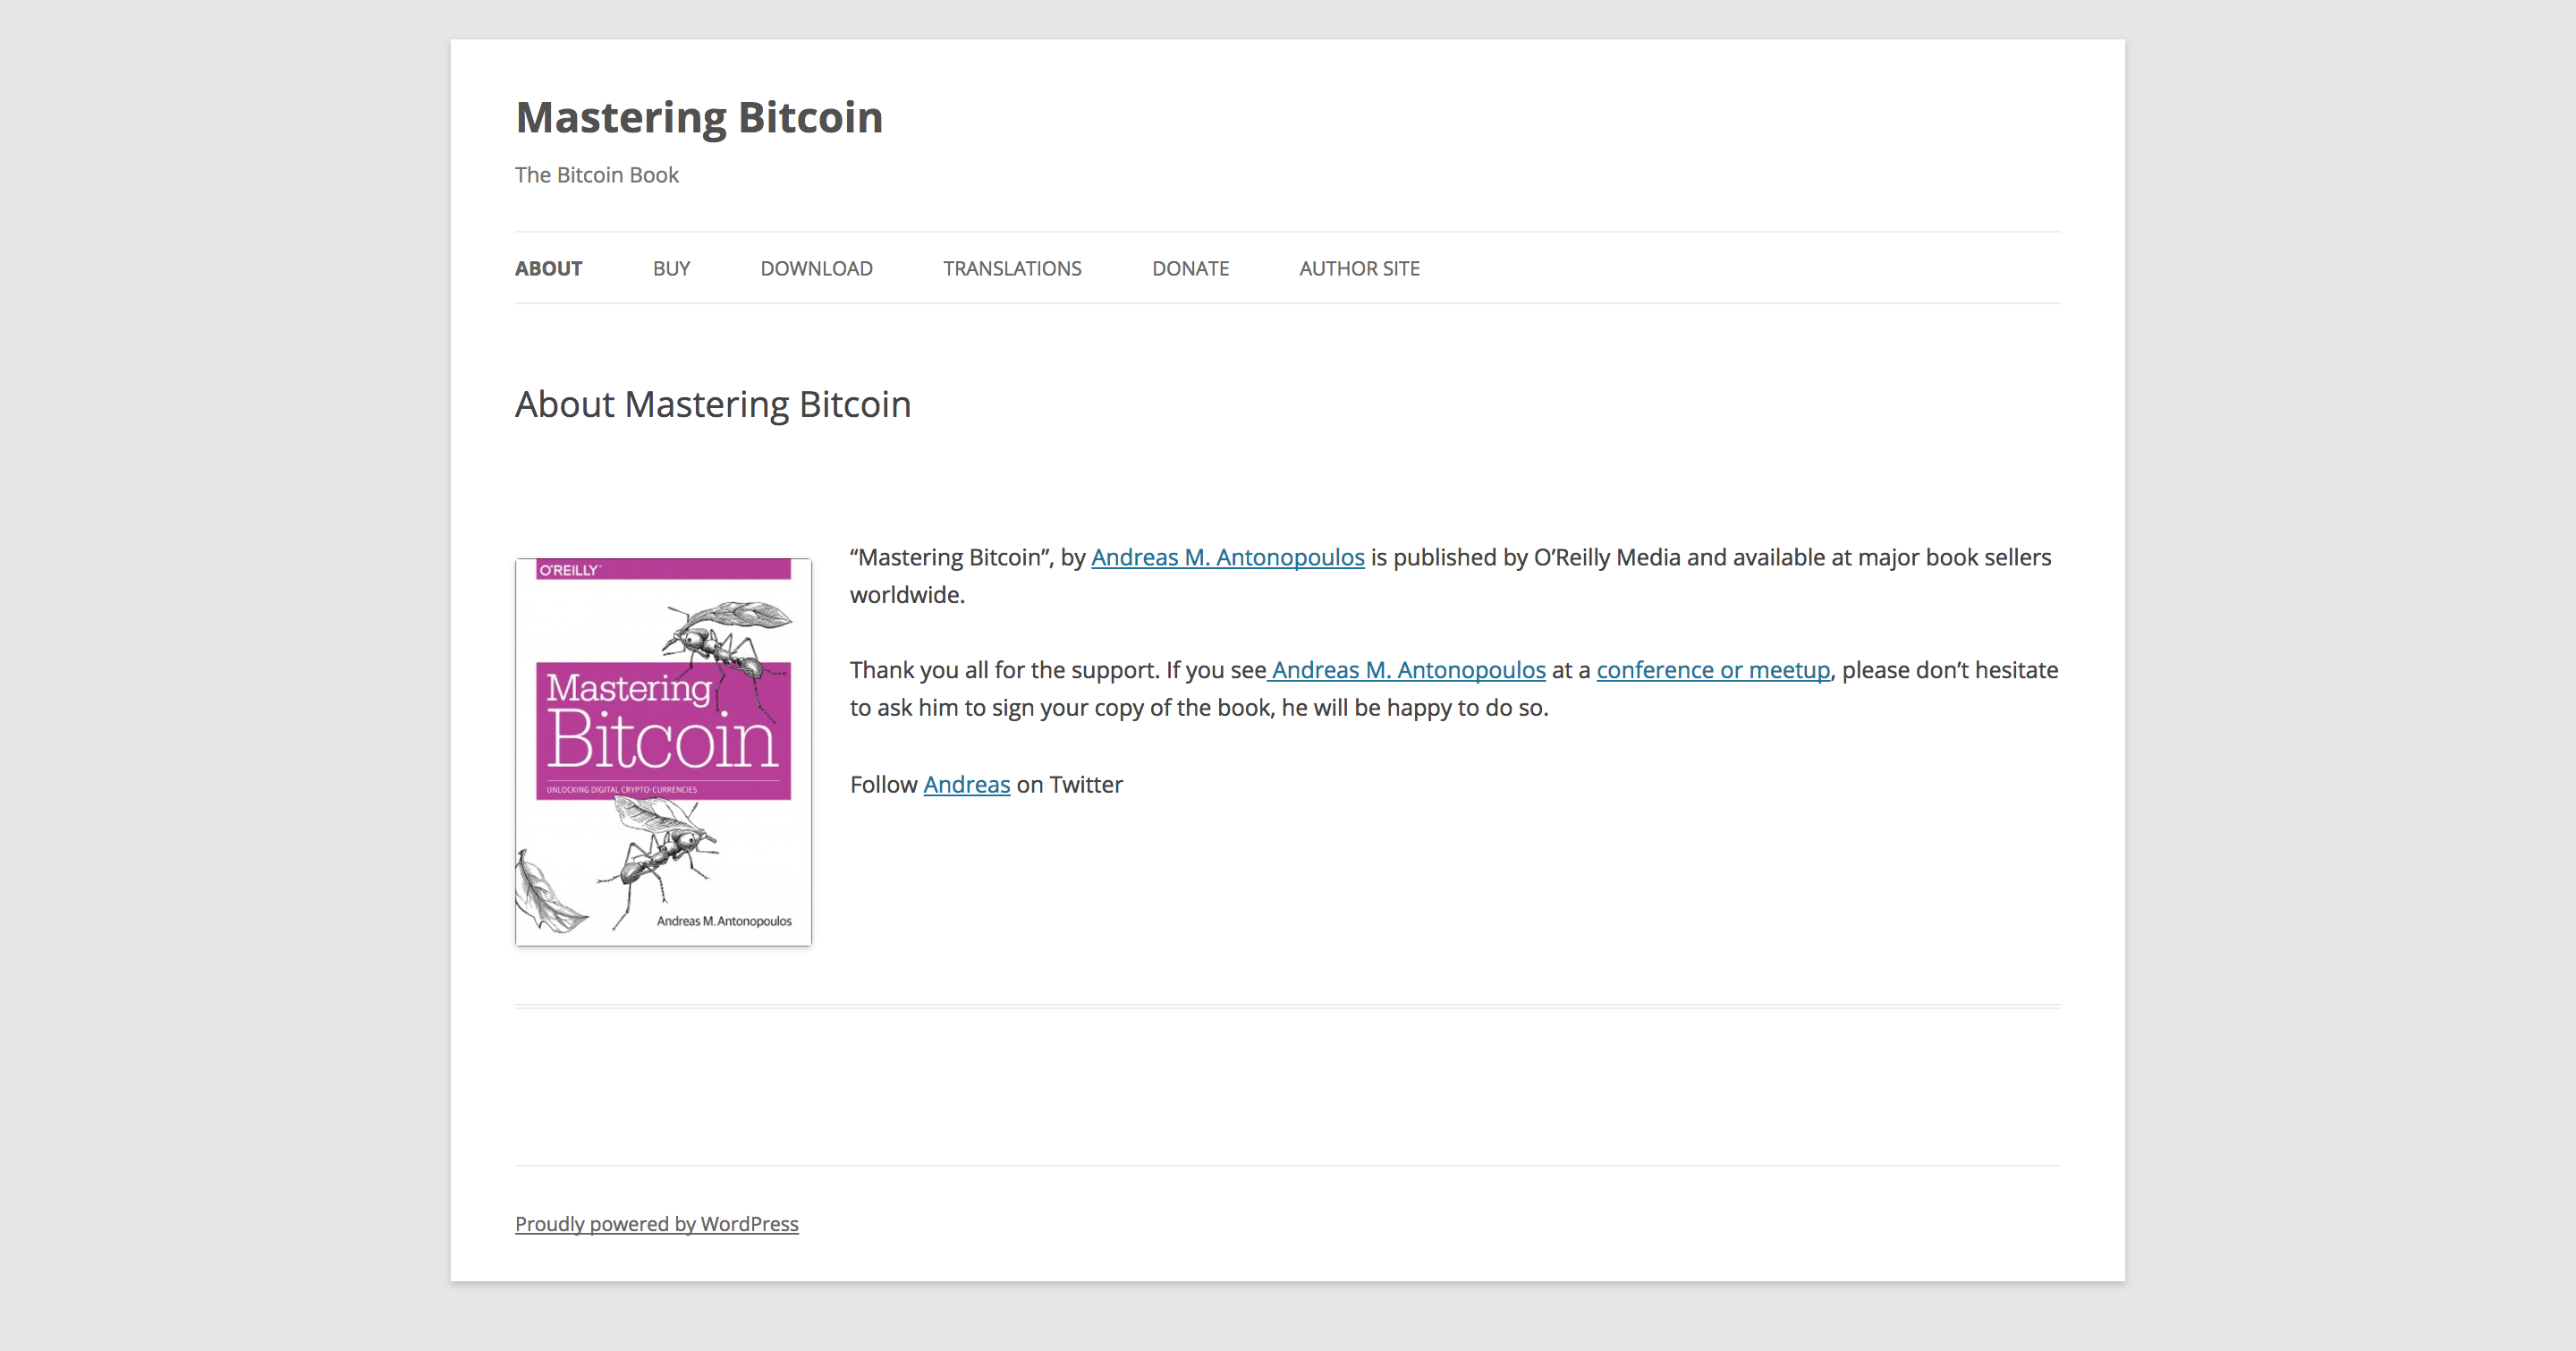 Mastering Bitcoin
The Bitcoin Book
ABOUT BUY DOWNLOAD TRANSLATIONS DONATE AUTHOR SITE
About Mastering Bitcoin
O'REILLY
Mastering
Bitcoin
UNLOCKING DIGITAL CRYPTO-CURRENCIES
Andreas M. Antonopoulos
“Mastering Bitcoin”, by Andreas M. Antonopoulos is published by O’Reilly Media and available at major book sellers
worldwide.
Thank you all for the support. If you see Andreas M. Antonopoulos at a conference or meetup, please don’t hesitate
to ask him to sign your copy of the book, he will be happy to do so.
Follow Andreas on Twitter
Proudly powered by WordPress